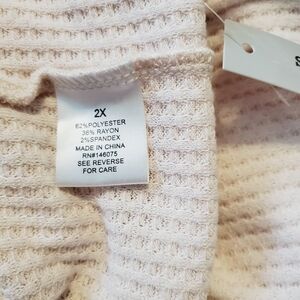 2X
62%POLYESTER
36% RAYON
2%SPANDEX
MADE IN CHINA
RN#146075
SEE REVERSE
FOR CARE
S